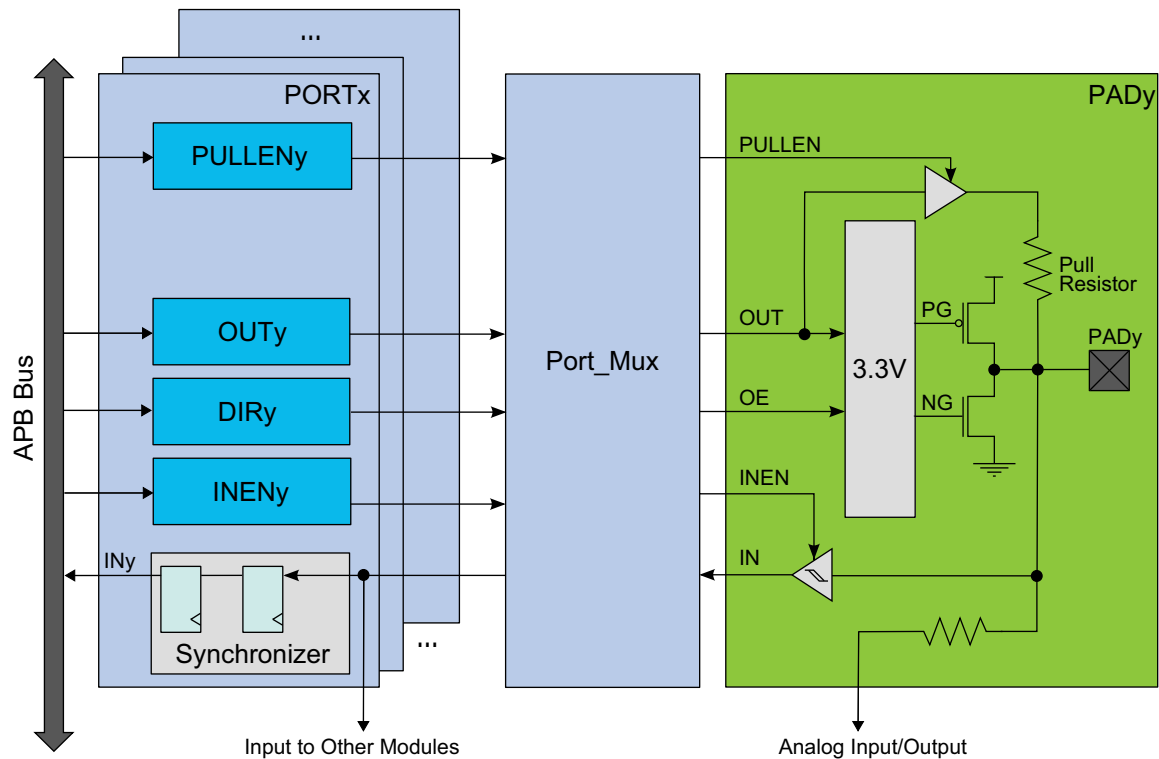 ...
PORTx
PADy
PULLENy
PULLEN
Pull
Resistor
OUTy
OUT
PG
PADy
Port_Mux
3.3V
DIRy
OE
NG
APB Bus
INENy
INEN
INy
IN
Synchronizer
...
Input to Other Modules
Analog Input/Output